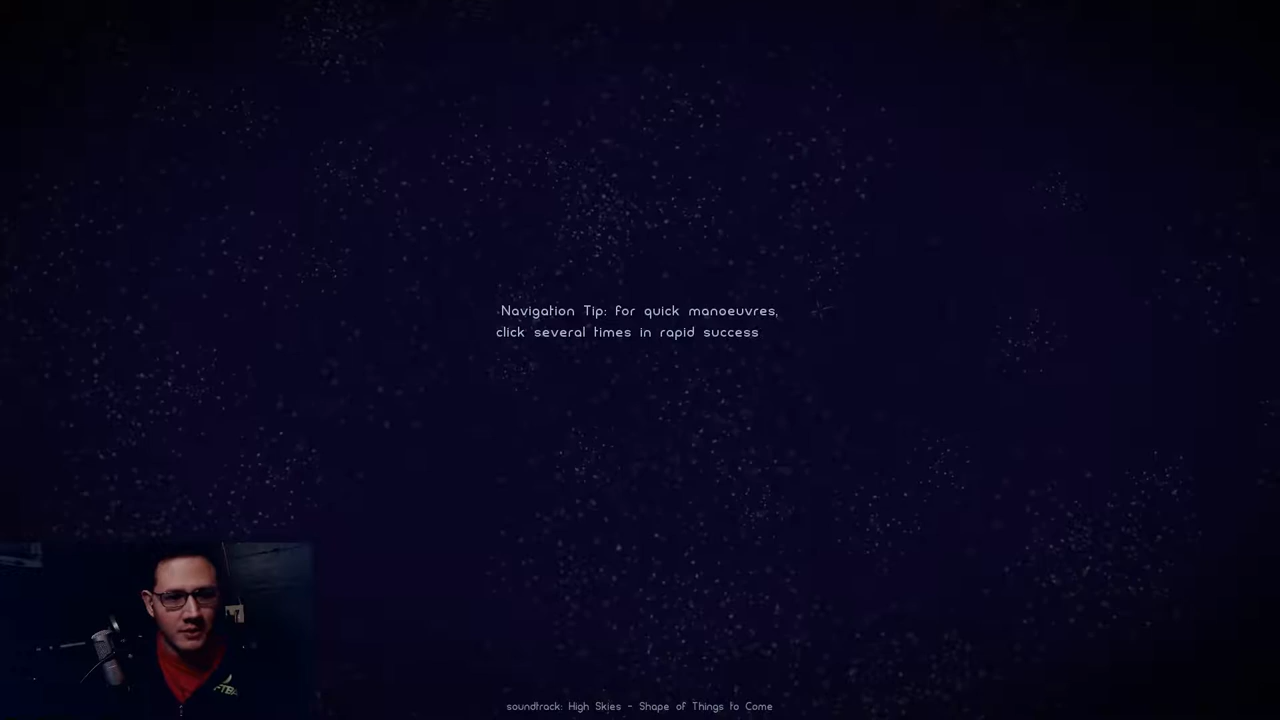 Navigation Tip: for quick manoeuvres,
click several times in rapid success
soundtrack: High Skies - Shape of Things to Come